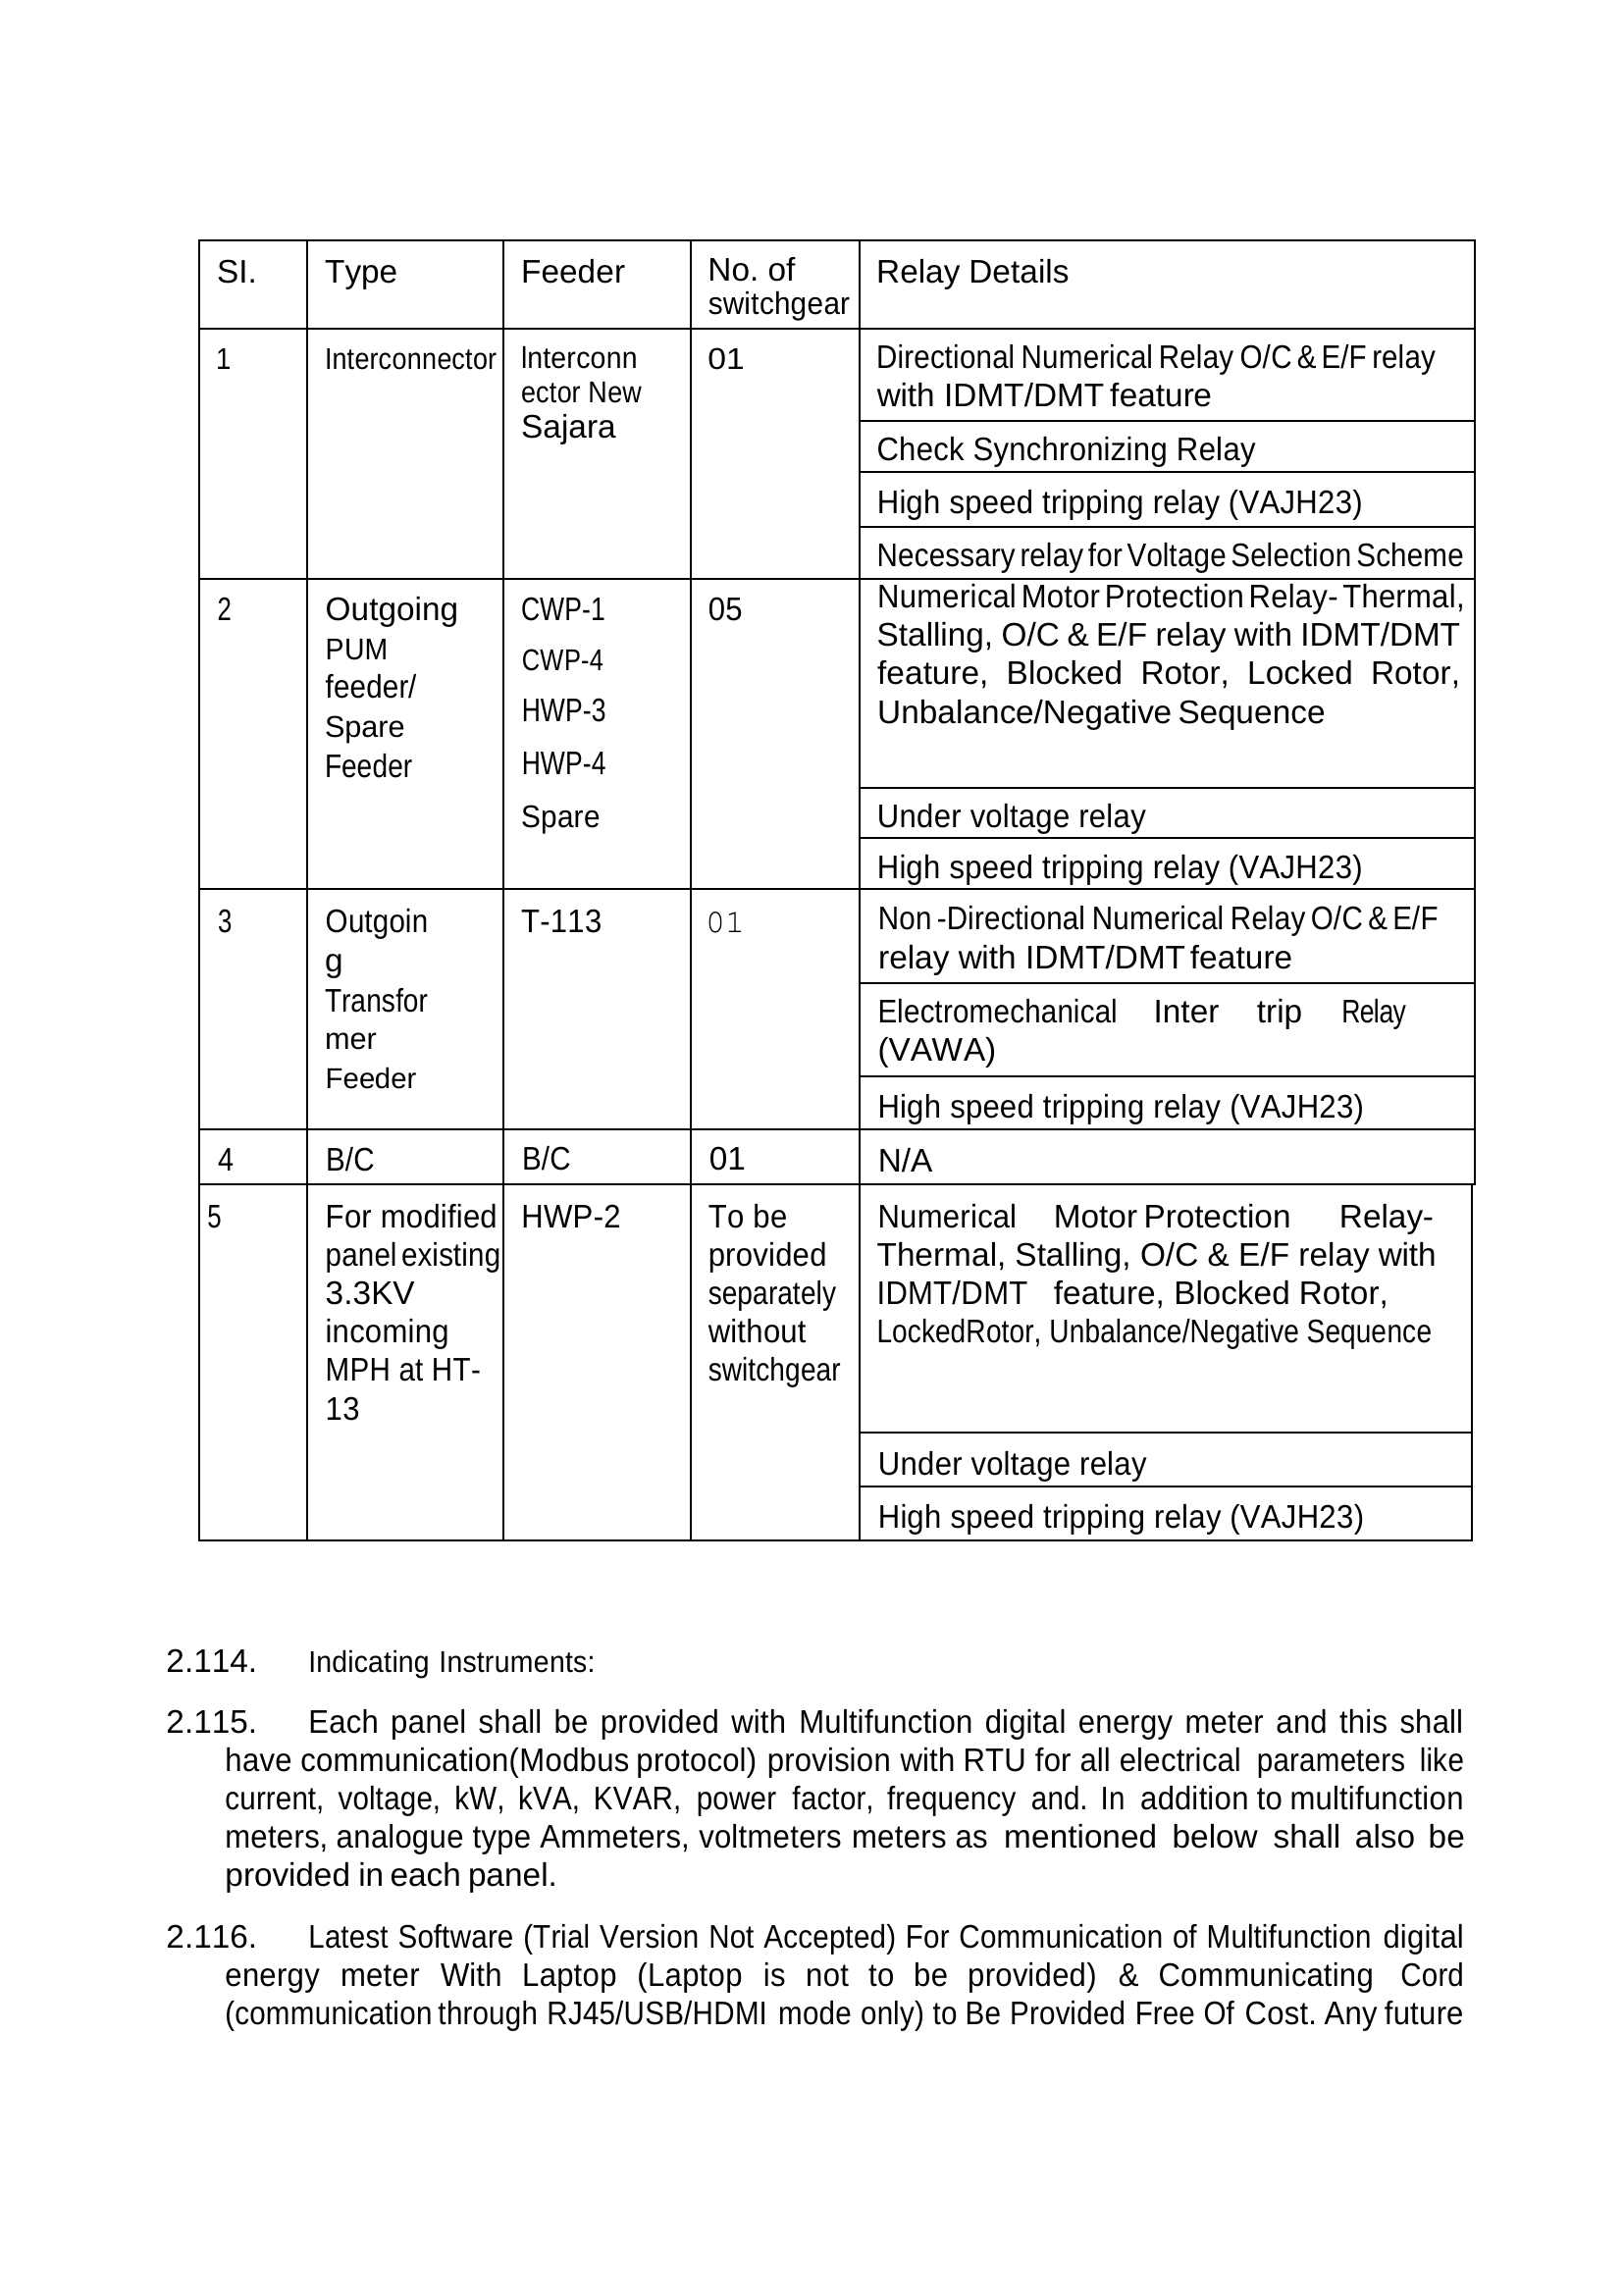 SI.
Type
Feeder
No. of
switchgear
Relay Details
1
Interconnector
Interconn
ector New
Sajara
01
Directional Numerical Relay O/C & E/F relay
with IDMT/DMT feature
Check Synchronizing Relay
High speed tripping relay (VAJH23)
Necessary relay for Voltage Selection Scheme
2
Outgoing
PUM
feeder/
Spare
Feeder
CWP-1
CWP-4
HWP-3
HWP-4
Spare
05
Numerical Motor Protection Relay- Thermal,
Stalling, O/C & E/F relay with IDMT/DMT
feature, Blocked Rotor, Locked Rotor,
Unbalance/Negative Sequence
Under voltage relay
High speed tripping relay (VAJH23)
3
Outgoin
g
Transfor
mer
Feeder
T-113
01
Non -Directional Numerical Relay O/C & E/F
relay with IDMT/DMT feature
Electromechanical Inter trip Relay
(VAWA)
High speed tripping relay (VAJH23)
4
B/C
B/C
01
N/A
5
For modified
panel existing
3.3KV
incoming
MPH at HT-
13
HWP-2
To be
provided
separately
without
switchgear
Numerical Motor Protection Relay-
Thermal, Stalling, O/C & E/F relay with
IDMT/DMT feature, Blocked Rotor,
LockedRotor, Unbalance/Negative Sequence
Under voltage relay
High speed tripping relay (VAJH23)
2.114. Indicating Instruments:
2.115. Each panel shall be provided with Multifunction digital energy meter and this shall
have communication(Modbus protocol) provision with RTU for all electrical parameters like
current, voltage, kW, kVA, KVAR, power factor, frequency and. In addition to multifunction
meters, analogue type Ammeters, voltmeters meters as mentioned below shall also be
provided in each panel.
2.116. Latest Software (Trial Version Not Accepted) For Communication of Multifunction digital
energy meter With Laptop (Laptop is not to be provided) & Communicating Cord
(communication through RJ45/USB/HDMI mode only) to Be Provided Free Of Cost. Any future